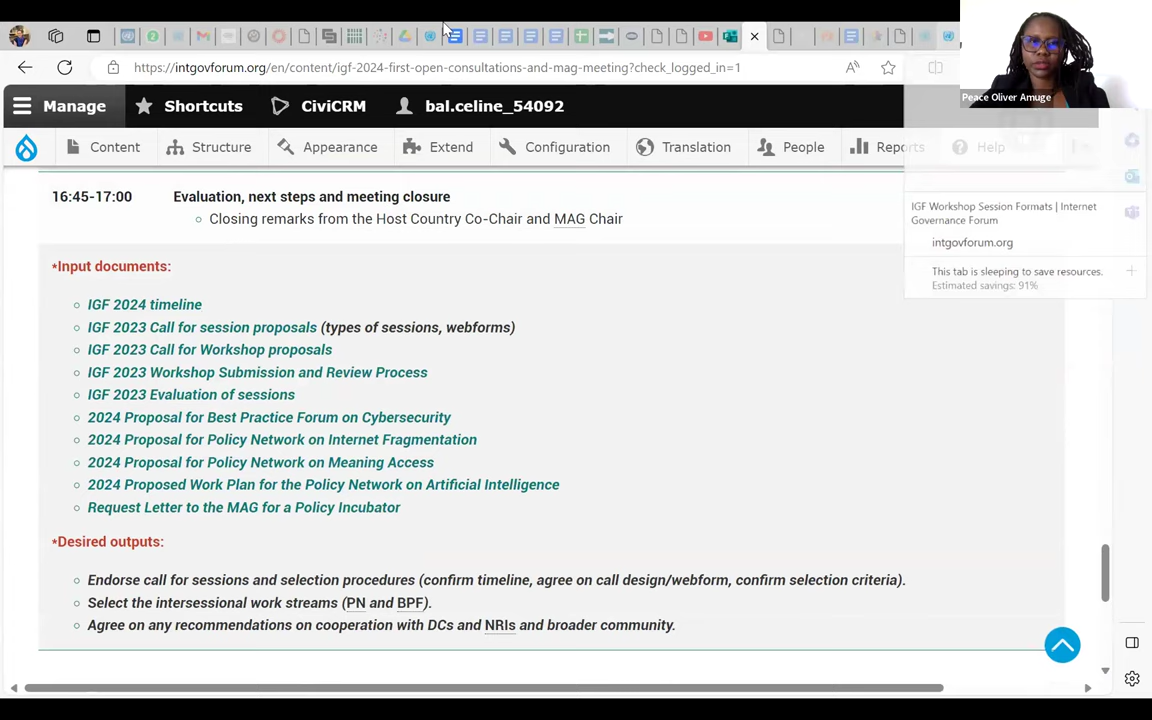 https://intgovforum.org/en/content/igf-2024-first-open-consultations-and-mag-meeting?check_logged_in=1
Peace Oliver Amuge
Manage Shortcuts CiviCRM bal.celine_54092
Content Structure Appearance Extend Configuration Translation People Reports Help
16:45-17:00 Evaluation, next steps and meeting closure
Closing remarks from the Host Country Co-Chair and MAG Chair
IGF Workshop Session Formats | Internet
Governance Forum
intgovforum.org
This tab is sleeping to save resources.
Estimated savings: 91%
*Input documents:
IGF 2024 timeline
IGF 2023 Call for session proposals (types of sessions, webforms)
IGF 2023 Call for Workshop proposals
IGF 2023 Workshop Submission and Review Process
IGF 2023 Evaluation of sessions
2024 Proposal for Best Practice Forum on Cybersecurity
2024 Proposal for Policy Network on Internet Fragmentation
2024 Proposal for Policy Network on Meaning Access
2024 Proposed Work Plan for the Policy Network on Artificial Intelligence
Request Letter to the MAG for a Policy Incubator
*Desired outputs:
Endorse call for sessions and selection procedures (confirm timeline, agree on call design/webform, confirm selection criteria).
Select the intersessional work streams (PN and BPF).
Agree on any recommendations on cooperation with DCs and NRIs and broader community.